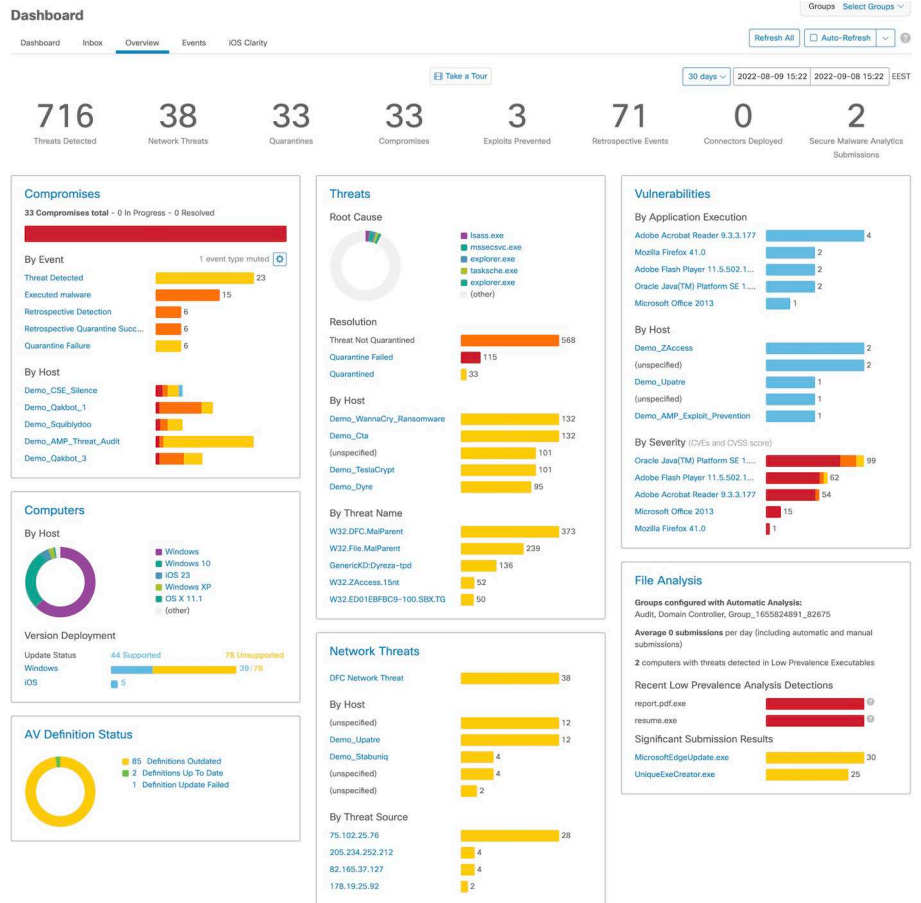 Dashboard
Groups Select Groups
Dashboard Inbox Overview Events iOS Clarity
Refresh All Auto-Refresh ?
Take a Tour
30 days 2022-08-09 15:22 2022-09-08 15:22 EEST
716 38 33 33 3 71 0 2
Threats Detected Network Threats Quarantines Compromises Exploits Prevented Retrospective Events Connectors Deployed Secure Malware Analytics
Submissions
Compromises
33 Compromises total - 0 In Progress - 0 Resolved
By Event 1 event type muted
Threat Detected 23
Executed malware 15
Retrospective Detection 6
Retrospective Quarantine Succ... 6
Quarantine Failure 6
By Host
Demo_CSE_Silence
Demo_Qakbot_1
Demo_Squiblydoo
Demo_AMP_Threat_Audit
Demo_Qakbot_3
Computers
By Host
Windows
Windows 10
iOS 23
Windows XP
OS X 11.1
(other)
Version Deployment
Update Status 44 Supported 78 Unsupported
Windows 39/78
iOS 5
AV Definition Status
85 Definitions Outdated
2 Definitions Up To Date
1 Definition Update Failed
Threats
Root Cause
lsass.exe
mssecsvc.exe
explorer.exe
tasksche.exe
explorer.exe
(other)
Resolution
Threat Not Quarantined 568
Quarantine Failed 115
Quarantined 33
By Host
Demo_WannaCry_Ransomware 132
Demo_Cta 132
(unspecified) 101
Demo_TeslaCrypt 101
Demo_Dyre 95
By Threat Name
W32.DFC.MalParent 373
W32.File.MalParent 239
GenericKD:Dyreza-tpd 136
W32.ZAccess.15nt 52
W32.ED01EBFBC9-100.SBX.TG 50
Network Threats
DFC Network Threat 38
By Host
(unspecified) 12
Demo_Upatre 12
Demo_Stabuniq 4
(unspecified) 4
(unspecified) 2
By Threat Source
75.102.25.76 28
205.234.252.212 4
82.165.37.127 4
178.19.25.92 2
Vulnerabilities
By Application Execution
Adobe Acrobat Reader 9.3.3.177 4
Mozilla Firefox 41.0 2
Adobe Flash Player 11.5.502.1... 2
Oracle Java(TM) Platform SE 1.... 2
Microsoft Office 2013 1
By Host
Demo_ZAccess 2
(unspecified) 2
Demo_Upatre 1
(unspecified) 1
Demo_AMP_Exploit_Prevention 1
By Severity (CVEs and CVSS score)
Oracle Java(TM) Platform SE 1.... 99
Adobe Flash Player 11.5.502.1... 62
Adobe Acrobat Reader 9.3.3.177 54
Microsoft Office 2013 15
Mozilla Firefox 41.0 1
File Analysis
Groups configured with Automatic Analysis:
Audit, Domain Controller, Group_1655824891_82675
Average 0 submissions per day (including automatic and manual
submissions)
2 computers with threats detected in Low Prevalence Executables
Recent Low Prevalence Analysis Detections
report.pdf.exe ?
resume.exe ?
Significant Submission Results
MicrosoftEdgeUpdate.exe 30
UniqueExeCreator.exe 25